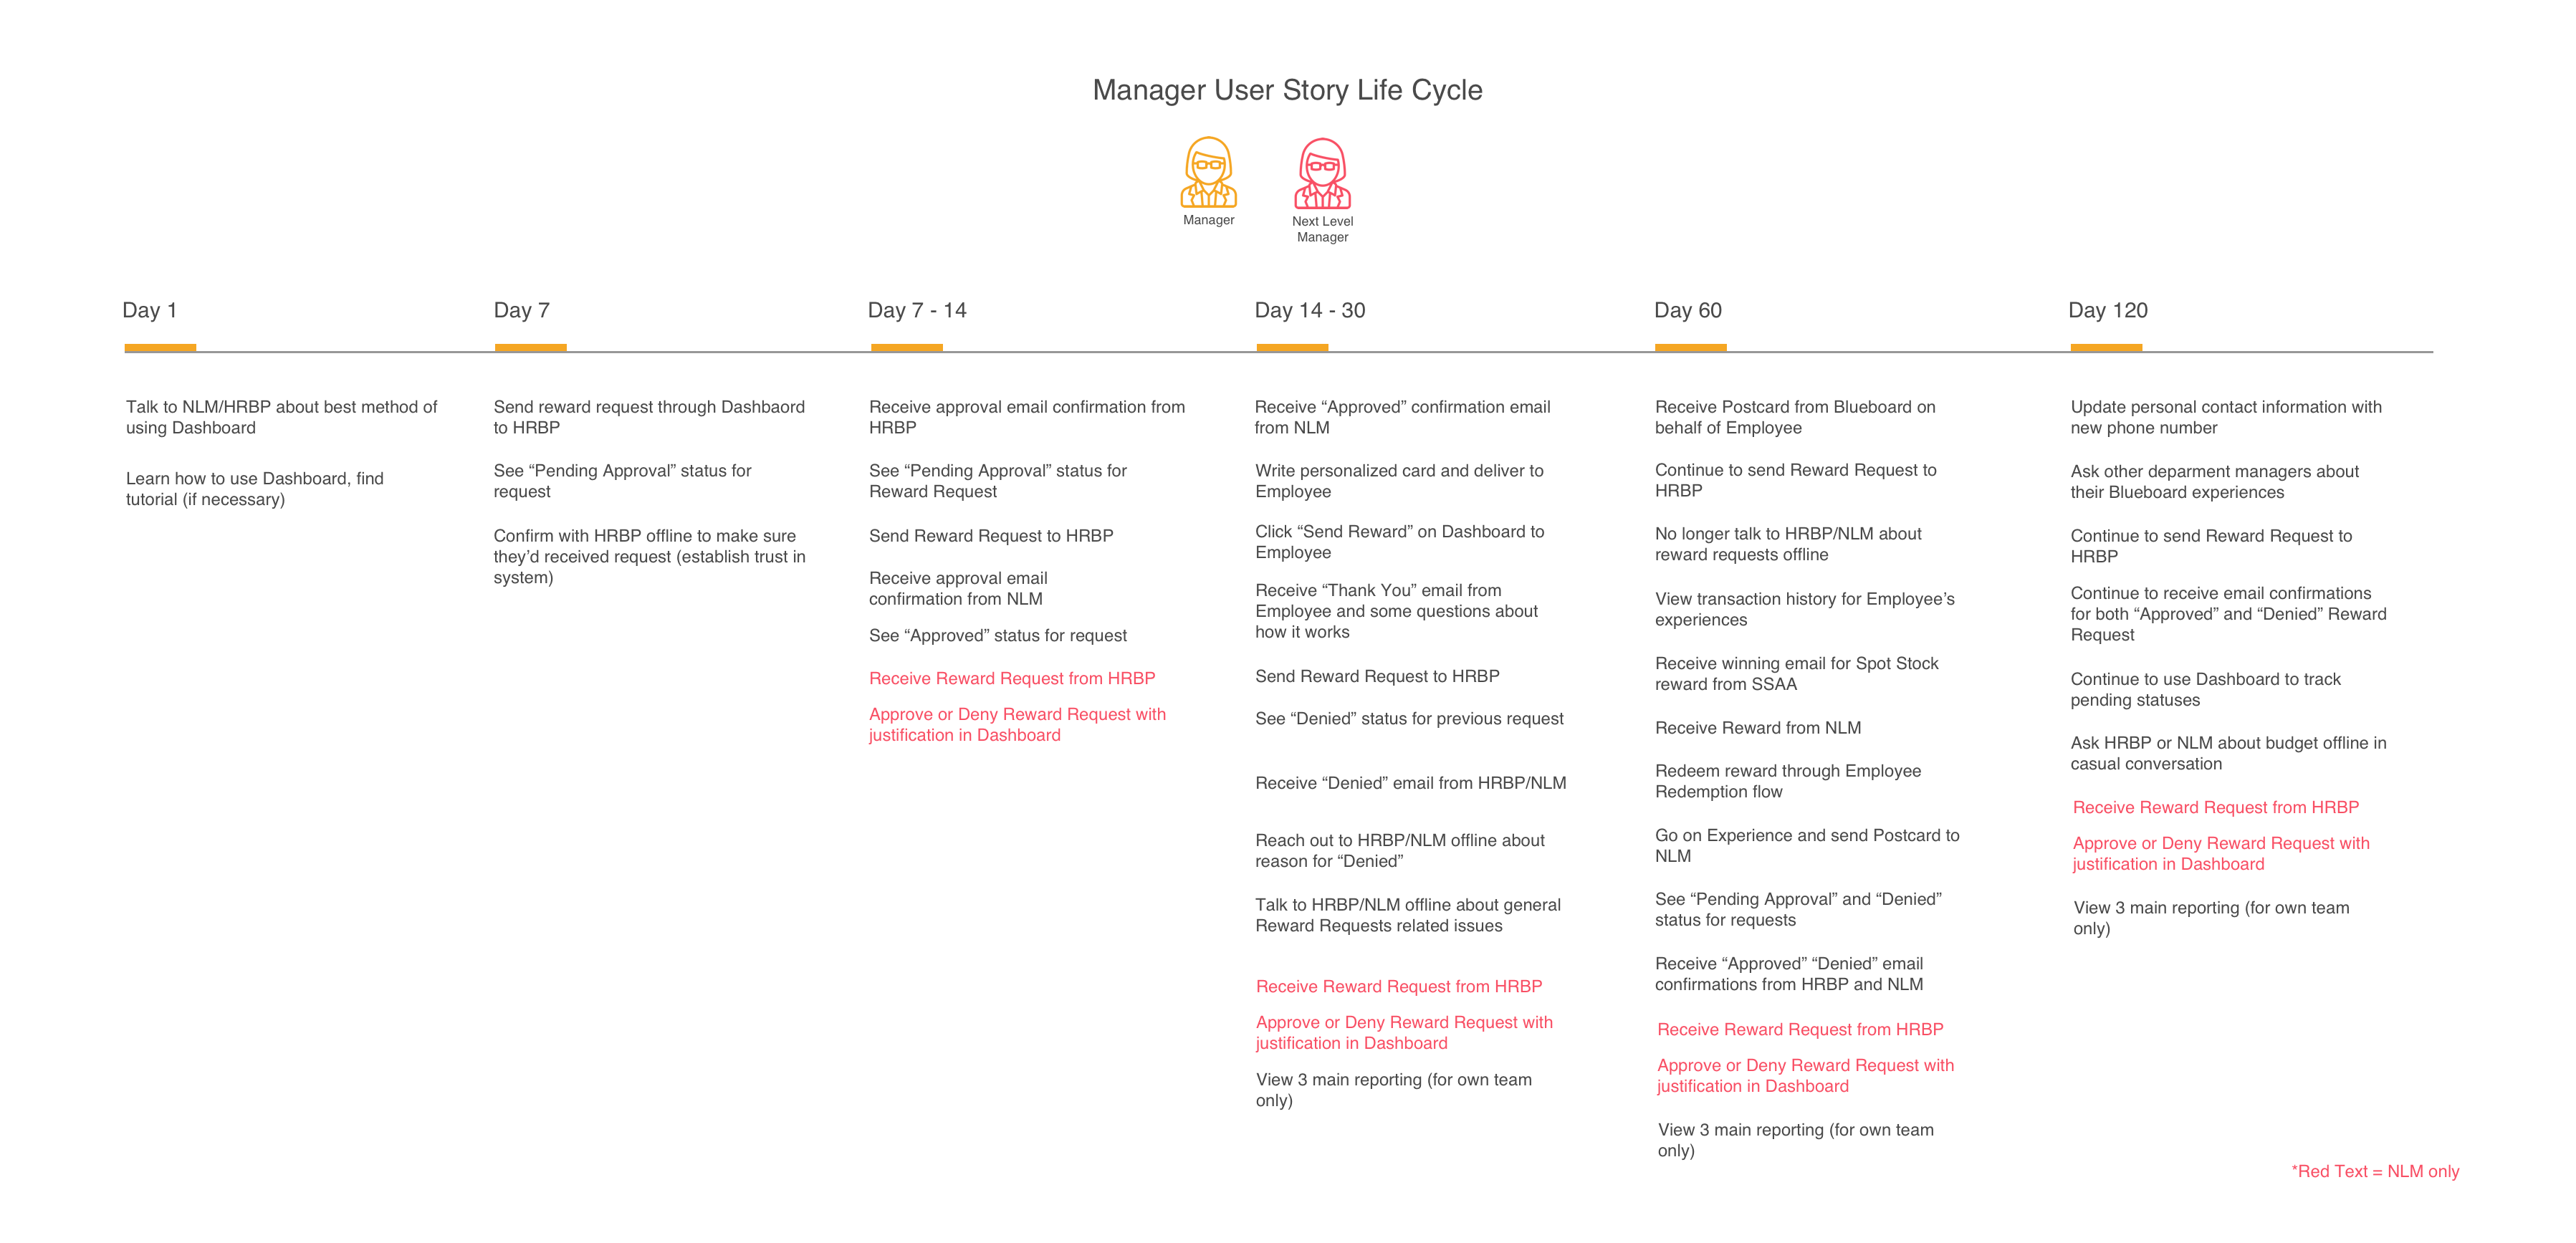 Manager User Story Life Cycle
Manager
Next Level
Manager
Day 1
Talk to NLM/HRBP about best method of
using Dashboard
Learn how to use Dashboard, find
tutorial (if necessary)
Day 7
Send reward request through Dashbaord
to HRBP
See “Pending Approval” status for
request
Confirm with HRBP offline to make sure
they’d received request (establish trust in
system)
Day 7 - 14
Receive approval email confirmation from
HRBP
See “Pending Approval” status for
Reward Request
Send Reward Request to HRBP
Receive approval email
confirmation from NLM
See “Approved” status for request
Receive Reward Request from HRBP
Approve or Deny Reward Request with
justification in Dashboard
Day 14 - 30
Receive “Approved” confirmation email
from NLM
Write personalized card and deliver to
Employee
Click “Send Reward” on Dashboard to
Employee
Receive “Thank You” email from
Employee and some questions about
how it works
Send Reward Request to HRBP
See “Denied” status for previous request
Receive “Denied” email from HRBP/NLM
Reach out to HRBP/NLM offline about
reason for “Denied”
Talk to HRBP/NLM offline about general
Reward Requests related issues
Receive Reward Request from HRBP
Approve or Deny Reward Request with
justification in Dashboard
View 3 main reporting (for own team
only)
Day 60
Receive Postcard from Blueboard on
behalf of Employee
Continue to send Reward Request to
HRBP
No longer talk to HRBP/NLM about
reward requests offline
View transaction history for Employee’s
experiences
Receive winning email for Spot Stock
reward from SSAA
Receive Reward from NLM
Redeem reward through Employee
Redemption flow
Go on Experience and send Postcard to
NLM
See “Pending Approval” and “Denied”
status for requests
Receive “Approved” “Denied” email
confirmations from HRBP and NLM
Receive Reward Request from HRBP
Approve or Deny Reward Request with
justification in Dashboard
View 3 main reporting (for own team
only)
Day 120
Update personal contact information with
new phone number
Ask other deparment managers about
their Blueboard experiences
Continue to send Reward Request to
HRBP
Continue to receive email confirmations
for both “Approved” and “Denied” Reward
Request
Continue to use Dashboard to track
pending statuses
Ask HRBP or NLM about budget offline in
casual conversation
Receive Reward Request from HRBP
Approve or Deny Reward Request with
justification in Dashboard
View 3 main reporting (for own team
only)
*Red Text = NLM only